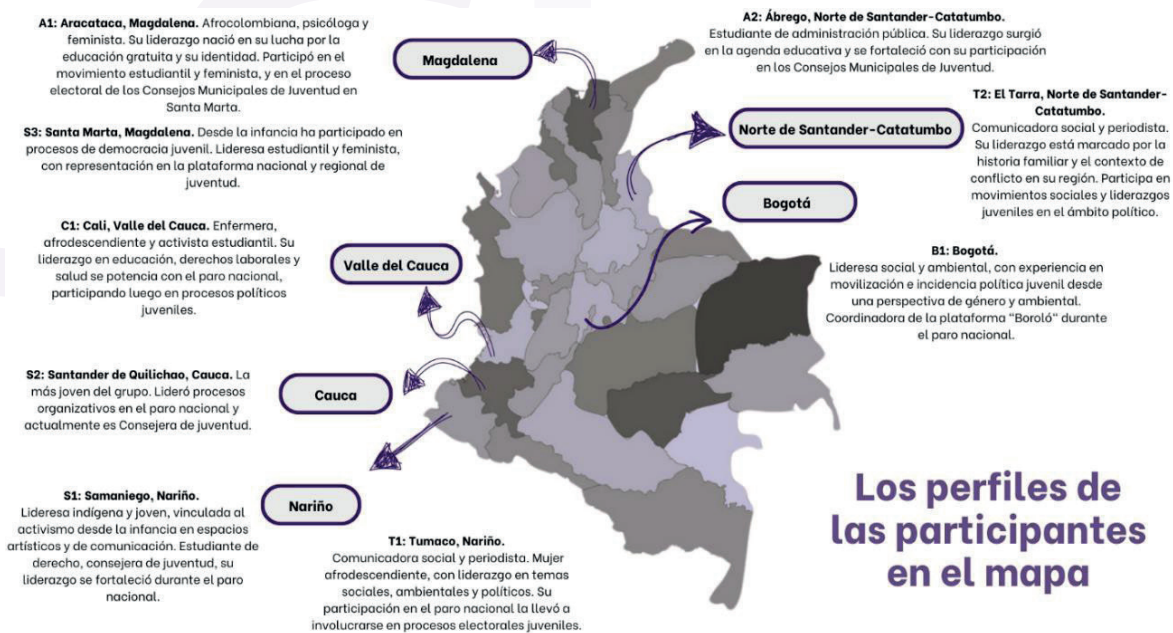 A1: Aracataca, Magdalena. Afrocolombiana, psicóloga y
feminista. Su liderazgo nació en su lucha por la
educación gratuita y su identidad. Participó en el
movimiento estudiantil y feminista, y en el proceso
electoral de los Consejos Municipales de Juventud en
Santa Marta.
Magdalena
A2: Ábrego, Norte de Santander-Catatumbo.
Estudiante de administración pública. Su liderazgo surgió
en la agenda educativa y se fortaleció con su participación
en los Consejos Municipales de Juventud.
S3: Santa Marta, Magdalena. Desde la infancia ha participado en
procesos de democracia juvenil. Lideresa estudiantil y feminista,
con representación en la plataforma nacional y regional de
juventud.
Norte de Santander-Catatumbo
T2: El Tarra, Norte de Santander-
Catatumbo.
Comunicadora social y periodista.
Su liderazgo está marcado por la
historia familiar y el contexto de
conflicto en su región. Participa en
movimientos sociales y liderazgos
juveniles en el ámbito político.
Bogotá
C1: Cali, Valle del Cauca. Enfermera,
afrodescendiente y activista estudiantil. Su
liderazgo en educación, derechos laborales y
salud se potencia con el paro nacional,
participando luego en procesos políticos
juveniles.
Valle del Cauca
B1: Bogotá.
Lideresa social y ambiental, con experiencia en
movilización e incidencia política juvenil desde
una perspectiva de género y ambiental.
Coordinadora de la plataforma "Boroló" durante
el paro nacional.
S2: Santander de Quilichao, Cauca. La
más joven del grupo. Lideró procesos
organizativos en el paro nacional y
actualmente es Consejera de juventud.
Cauca
S1: Samaniego, Nariño.
Lideresa indígena y joven, vinculada al
activismo desde la infancia en espacios
artísticos y de comunicación. Estudiante de
derecho, consejera de juventud, su
liderazgo se fortaleció durante el paro
nacional.
Nariño
T1: Tumaco, Nariño.
Comunicadora social y periodista. Mujer
afrodescendiente, con liderazgo en temas
sociales, ambientales y políticos. Su
participación en el paro nacional la llevó a
involucrarse en procesos electorales juveniles.
Los perfiles de
las participantes
en el mapa